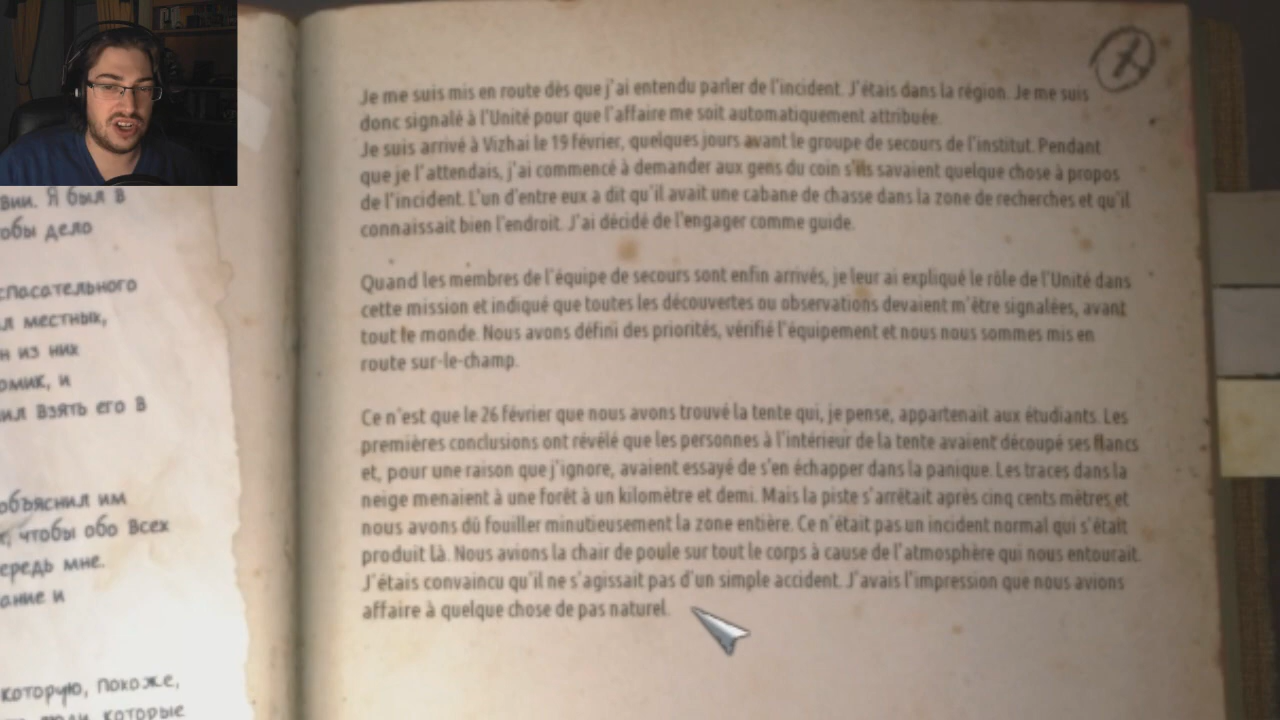 вии. Я был в
обы дело
спасательного
л местных,
н из них
омик, и
ил взять его в
объяснил им
, чтобы обо всех
ередь мне.
ание и
которую, похоже,
люди, которые
Je me suis mis en route dès que j'ai entendu parler de l'incident. J'étais dans la région. Je me suis
donc signalé à l'Unité pour que l'affaire me soit automatiquement attribuée.
Je suis arrivé à Vizhai le 19 février, quelques jours avant le groupe de secours de l'institut. Pendant
que je l'attendais, j'ai commencé à demander aux gens du coin s'ils savaient quelque chose à propos
de l'incident. L'un d'entre eux a dit qu'il avait une cabane de chasse dans la zone de recherches et qu'il
connaissait bien l'endroit. J'ai décidé de l'engager comme guide.
Quand les membres de l'équipe de secours sont enfin arrivés, je leur ai expliqué le rôle de l'Unité dans
cette mission et indiqué que toutes les découvertes ou observations devaient m'être signalées, avant
tout le monde. Nous avons défini des priorités, vérifié l'équipement et nous nous sommes mis en
route sur-le-champ.
Ce n'est que le 26 février que nous avons trouvé la tente qui, je pense, appartenait aux étudiants. Les
premières conclusions ont révélé que les personnes à l'intérieur de la tente avaient découpé ses flancs
et, pour une raison que j'ignore, avaient essayé de s'en échapper dans la panique. Les traces dans la
neige menaient à une forêt à un kilomètre et demi. Mais la piste s'arrêtait après cinq cents mètres et
nous avons dû fouiller minutieusement la zone entière. Ce n'était pas un incident normal qui s'était
produit là. Nous avions la chair de poule sur tout le corps à cause de l'atmosphère qui nous entourait.
J'étais convaincu qu'il ne s'agissait pas d'un simple accident. J'avais l'impression que nous avions
affaire à quelque chose de pas naturel.